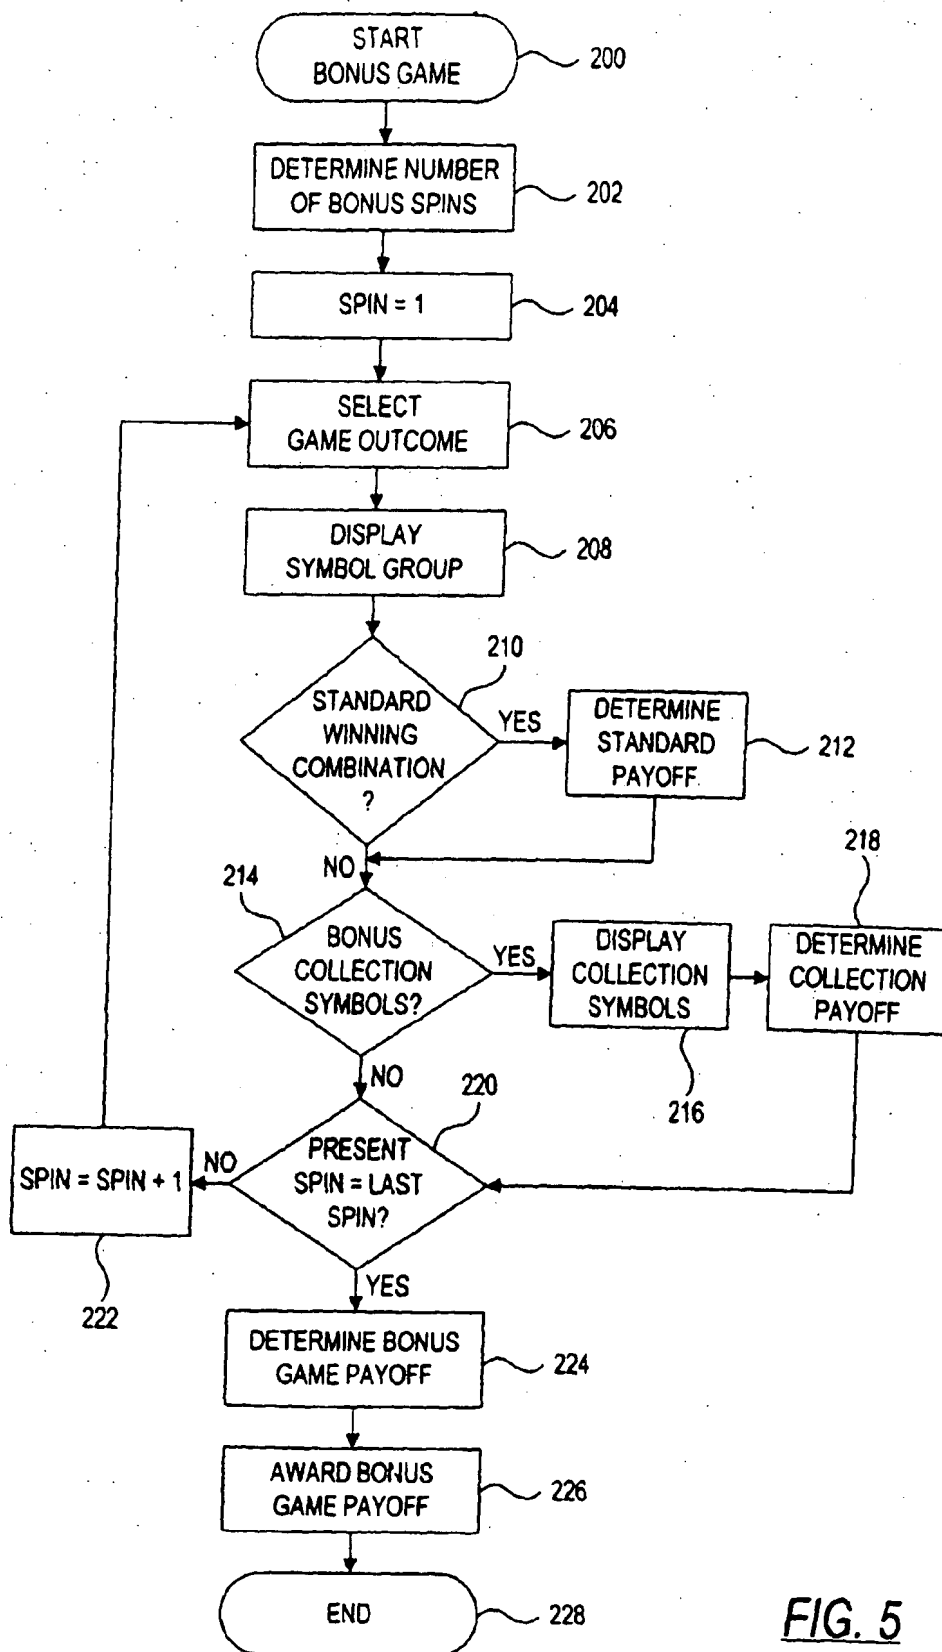 START
BONUS GAME
200
DETERMINE NUMBER
OF BONUS SPINS
202
SPIN = 1
204
SELECT
GAME OUTCOME
206
DISPLAY
SYMBOL GROUP
208
210
STANDARD
WINNING
COMBINATION
?
YES
DETERMINE
STANDARD
PAYOFF
212
NO
214
BONUS
COLLECTION
SYMBOLS?
YES
DISPLAY
COLLECTION
SYMBOLS
216
218
DETERMINE
COLLECTION
PAYOFF
NO
220
PRESENT
SPIN = LAST
SPIN?
NO
SPIN = SPIN + 1
222
YES
DETERMINE BONUS
GAME PAYOFF
224
AWARD BONUS
GAME PAYOFF
226
END
228
FIG. 5